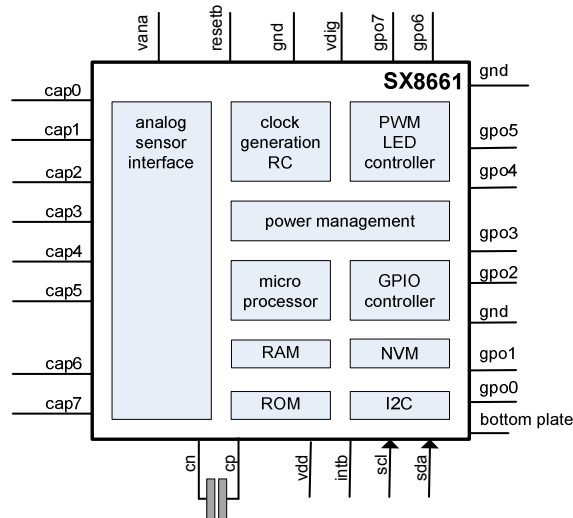 vana
resetb
gnd
vdig
gpo7
gpo6
SX8661
cap0
cap1
cap2
cap3
cap4
cap5
cap6
cap7
analog
sensor
interface
clock
generation
RC
PWM
LED
controller
power management
micro
processor
GPIO
controller
RAM
NVM
ROM
I2C
gnd
gpo5
gpo4
gpo3
gpo2
gnd
gpo1
gpo0
bottom plate
cn
cp
vdd
intb
scl
sda